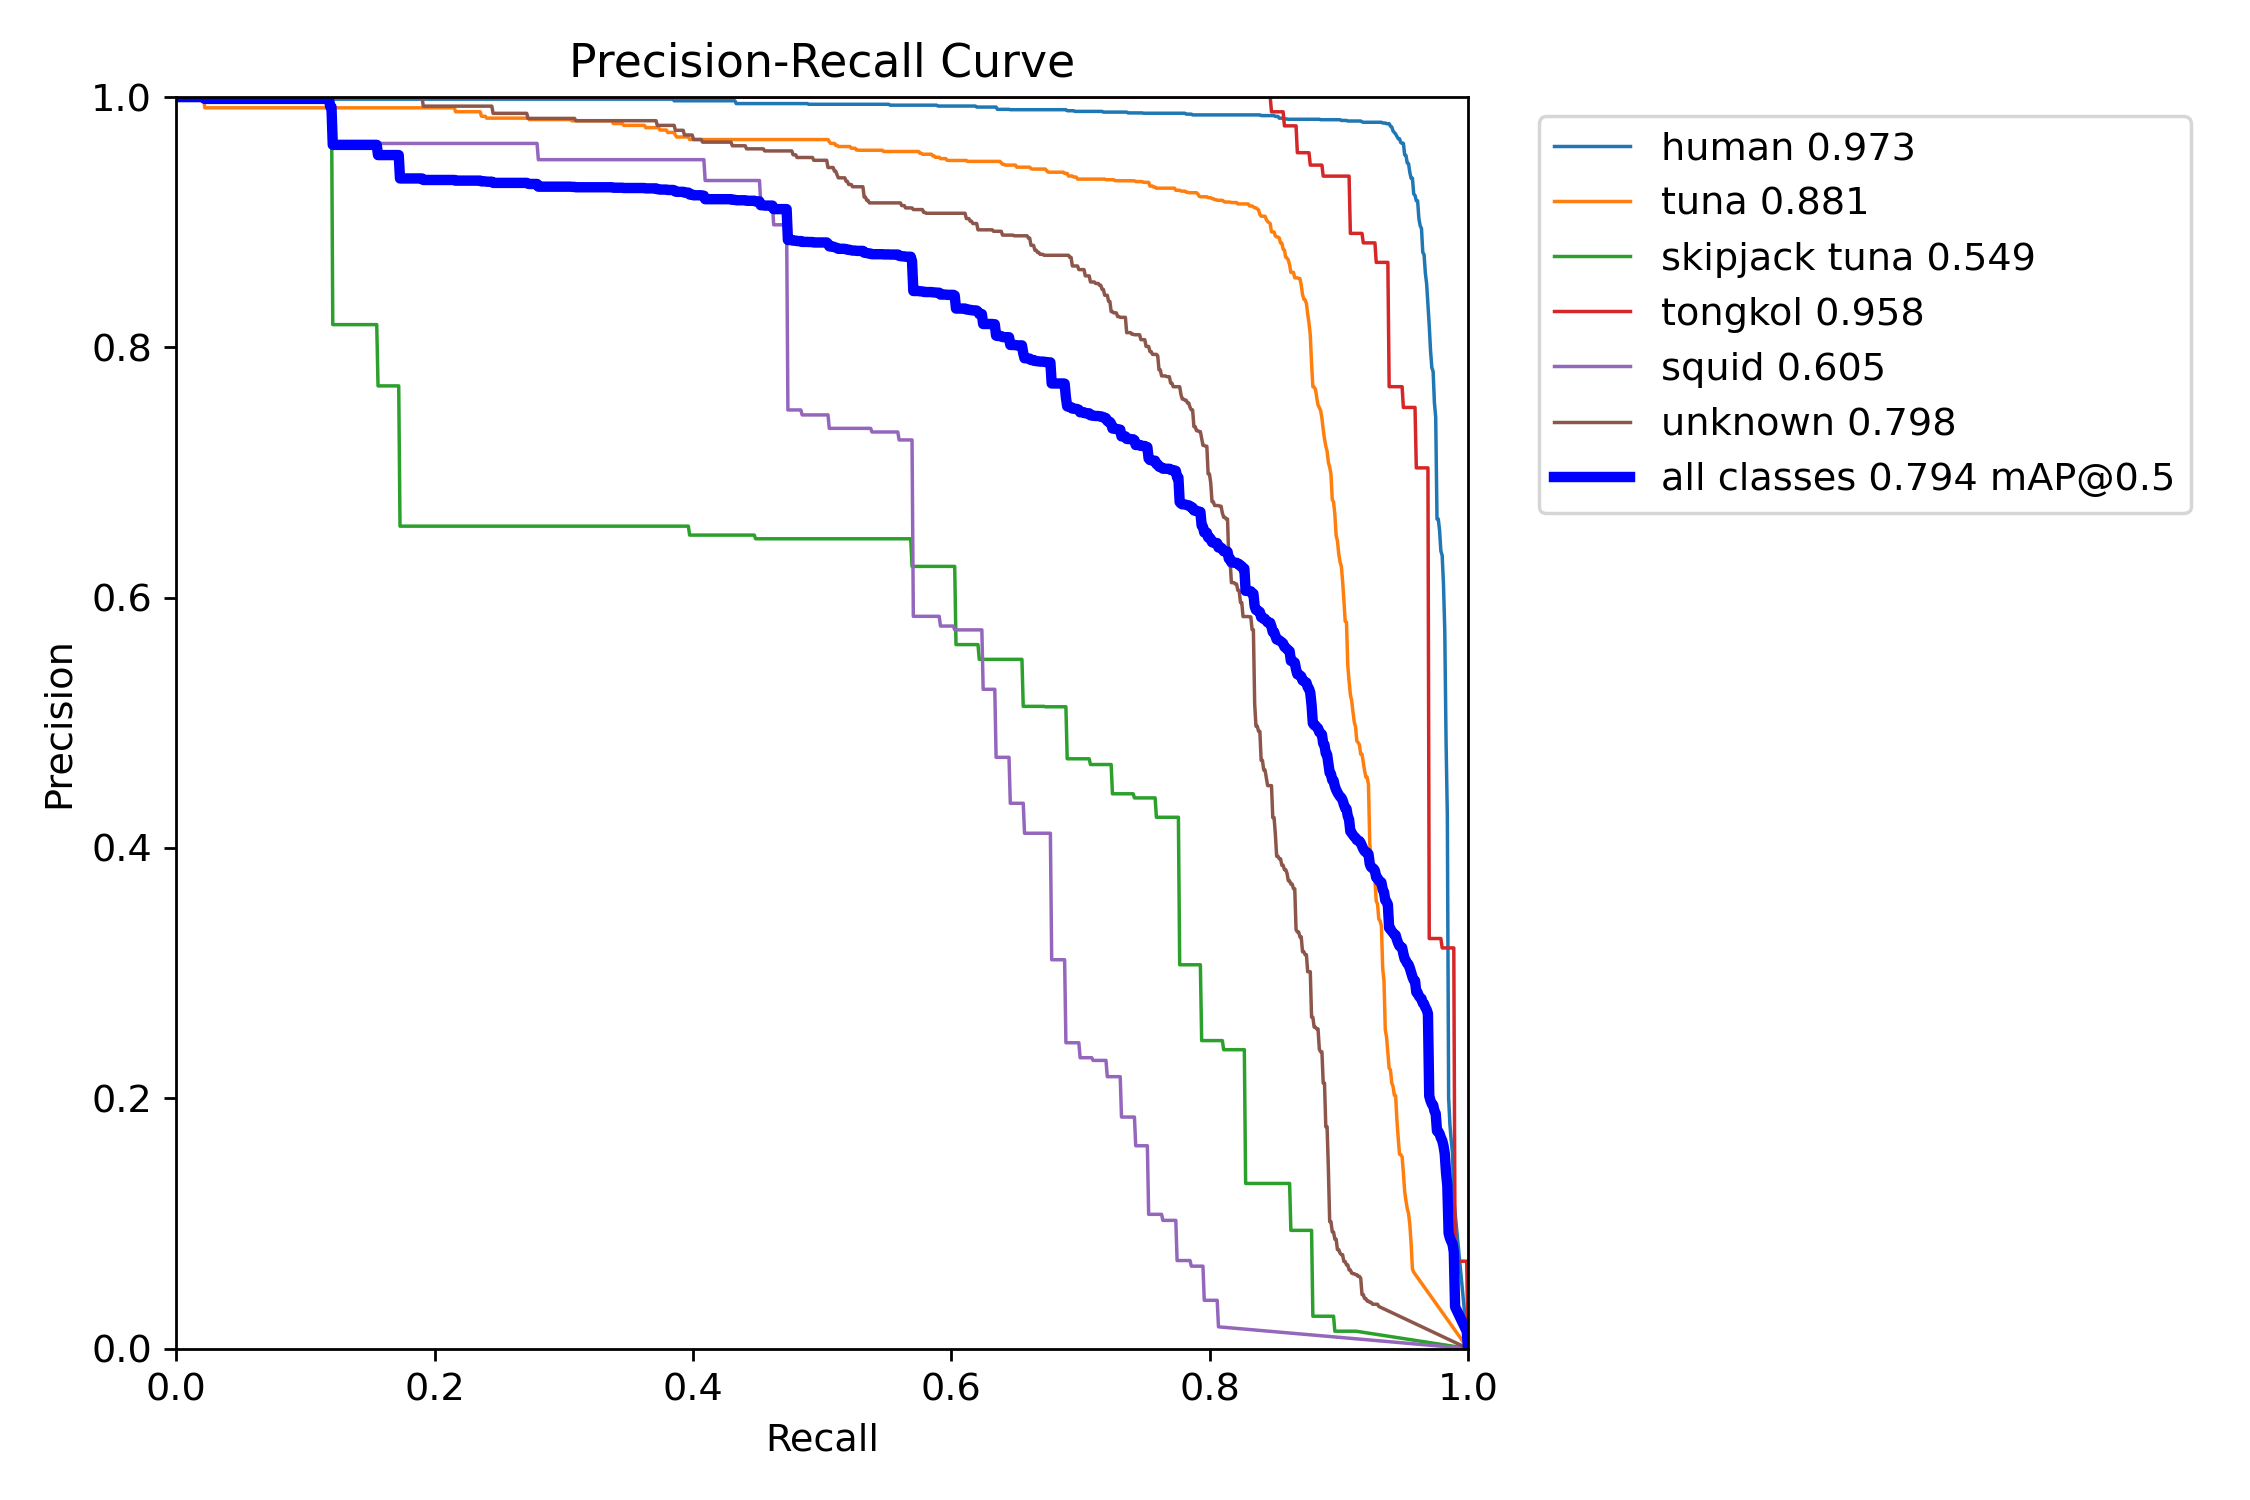 Precision-Recall Curve
1.0
0.8
0.6
0.4
0.2
0.0
Precision
0.0 0.2 0.4 0.6 0.8 1.0
Recall
human 0.973
tuna 0.881
skipjack tuna 0.549
tongkol 0.958
squid 0.605
unknown 0.798
all classes 0.794 mAP@0.5